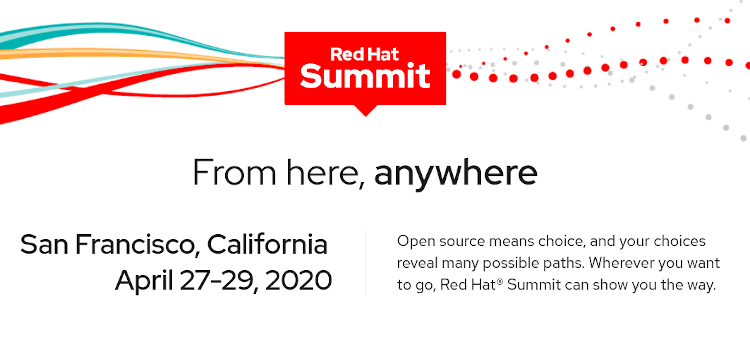 Red Hat
Summit
From here, anywhere
San Francisco, California
April 27-29, 2020
Open source means choice, and your choices
reveal many possible paths. Wherever you want
to go, Red Hat® Summit can show you the way.